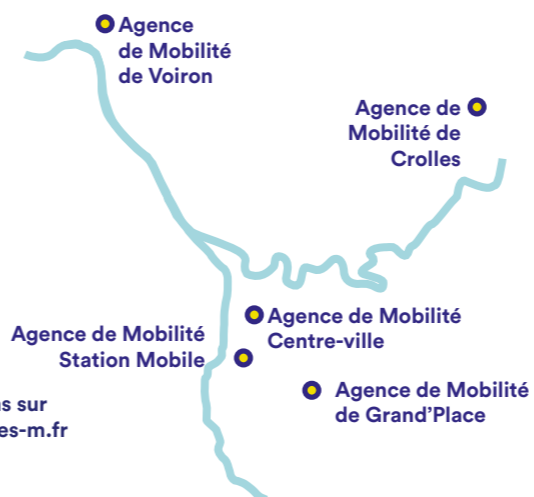 Agence
de Mobilité
de Voiron
Agence de
Mobilité de
Crolles
Agence de Mobilité
Centre-ville
Agence de Mobilité
Station Mobile
Agence de Mobilité
de Grand'Place
sur